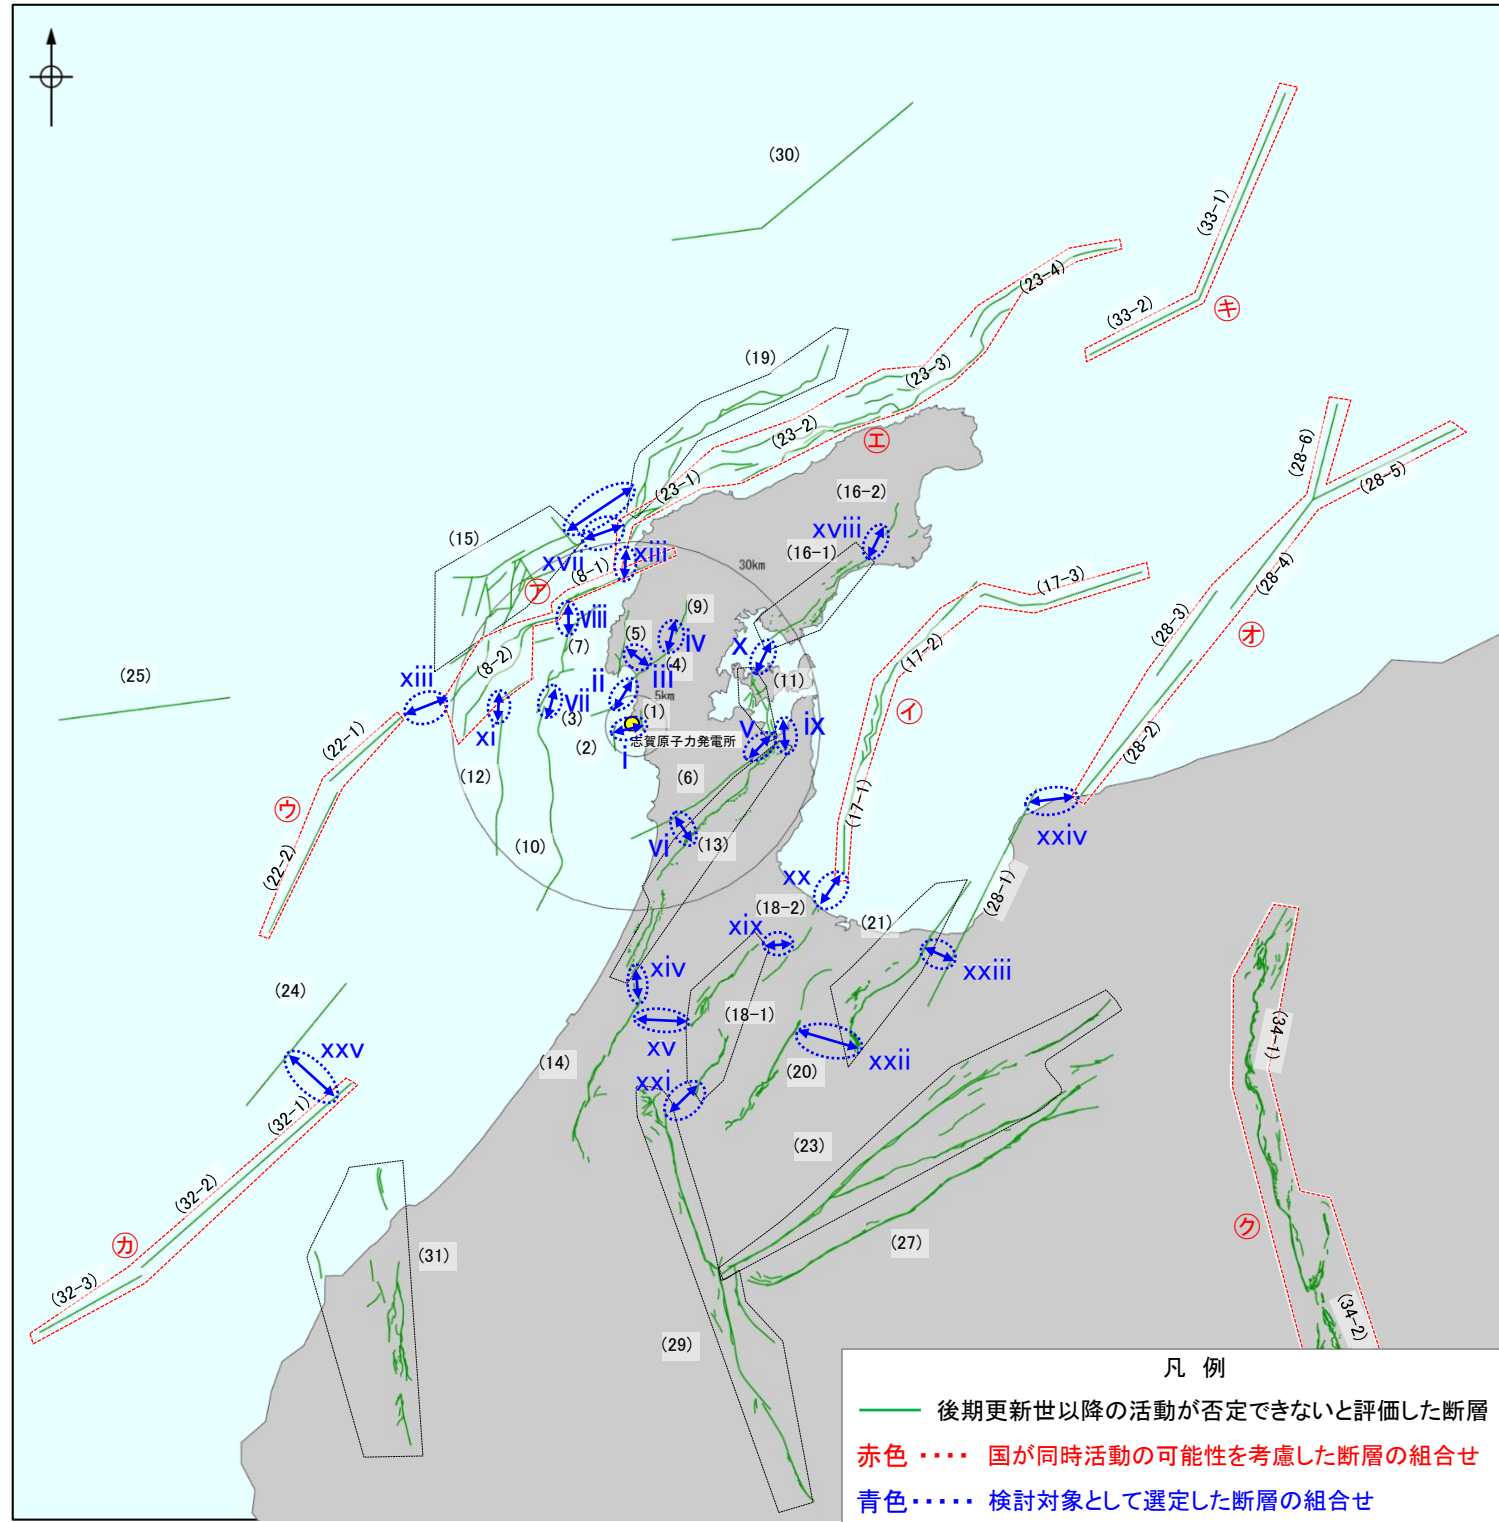 (30)
(33-1)
(23-4)
(33-2)
㋖
(19)
(23-3)
(23-2)
㋓
(28-6)
(28-5)
(23-1)
(16-2)
(15)
xviii
xvii
(8-1)
xiii
30km
(16-1)
㋐
(28-4)
(17-3)
viii
(9)
(7)
(5)
iv
x
(28-3)
㋔
(8-2)
(4)
iii
(11)
(17-2)
xiii
ii
5km
㋑
(25)
vii
(3)
(1)
v
ix
xi
(2)
志賀原子力発電所
i
(28-2)
(22-1)
(12)
(6)
㋒
(17-1)
xxiv
(10)
vi
(13)
(22-2)
xx
(28-1)
(18-2)
(21)
xix
xiv
xxiii
(24)
(18-1)
xv
(34-1)
xxv
(14)
xxi
(20)
xxii
(32-1)
(23)
(32-2)
㋕
㋗
(31)
(27)
(32-3)
(29)
(34-2)
凡 例
後期更新世以降の活動が否定できないと評価した断層
赤色 ‥‥ 国が同時活動の可能性を考慮した断層の組合せ
青色‥‥‥ 検討対象として選定した断層の組合せ